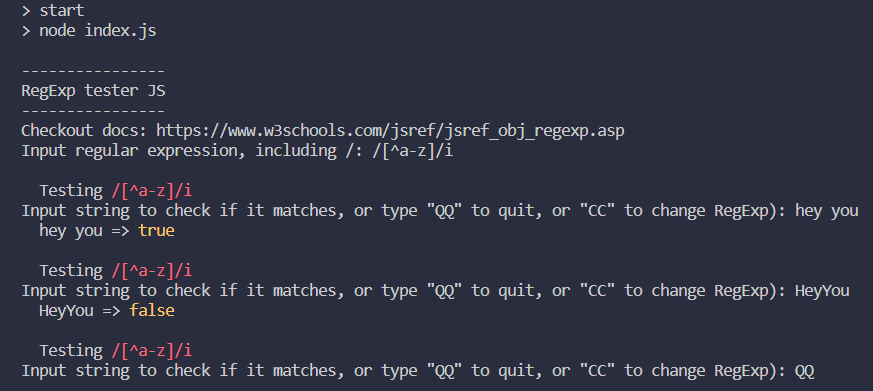 > start
> node index.js
----------------
RegExp tester JS
----------------
Checkout docs: https://www.w3schools.com/jsref/jsref_obj_regexp.asp
Input regular expression, including /: /[^a-z]/i
Testing /[^a-z]/i
Input string to check if it matches, or type "QQ" to quit, or "CC" to change RegExp): hey you
hey you => true
Testing /[^a-z]/i
Input string to check if it matches, or type "QQ" to quit, or "CC" to change RegExp): HeyYou
HeyYou => false
Testing /[^a-z]/i
Input string to check if it matches, or type "QQ" to quit, or "CC" to change RegExp): QQ